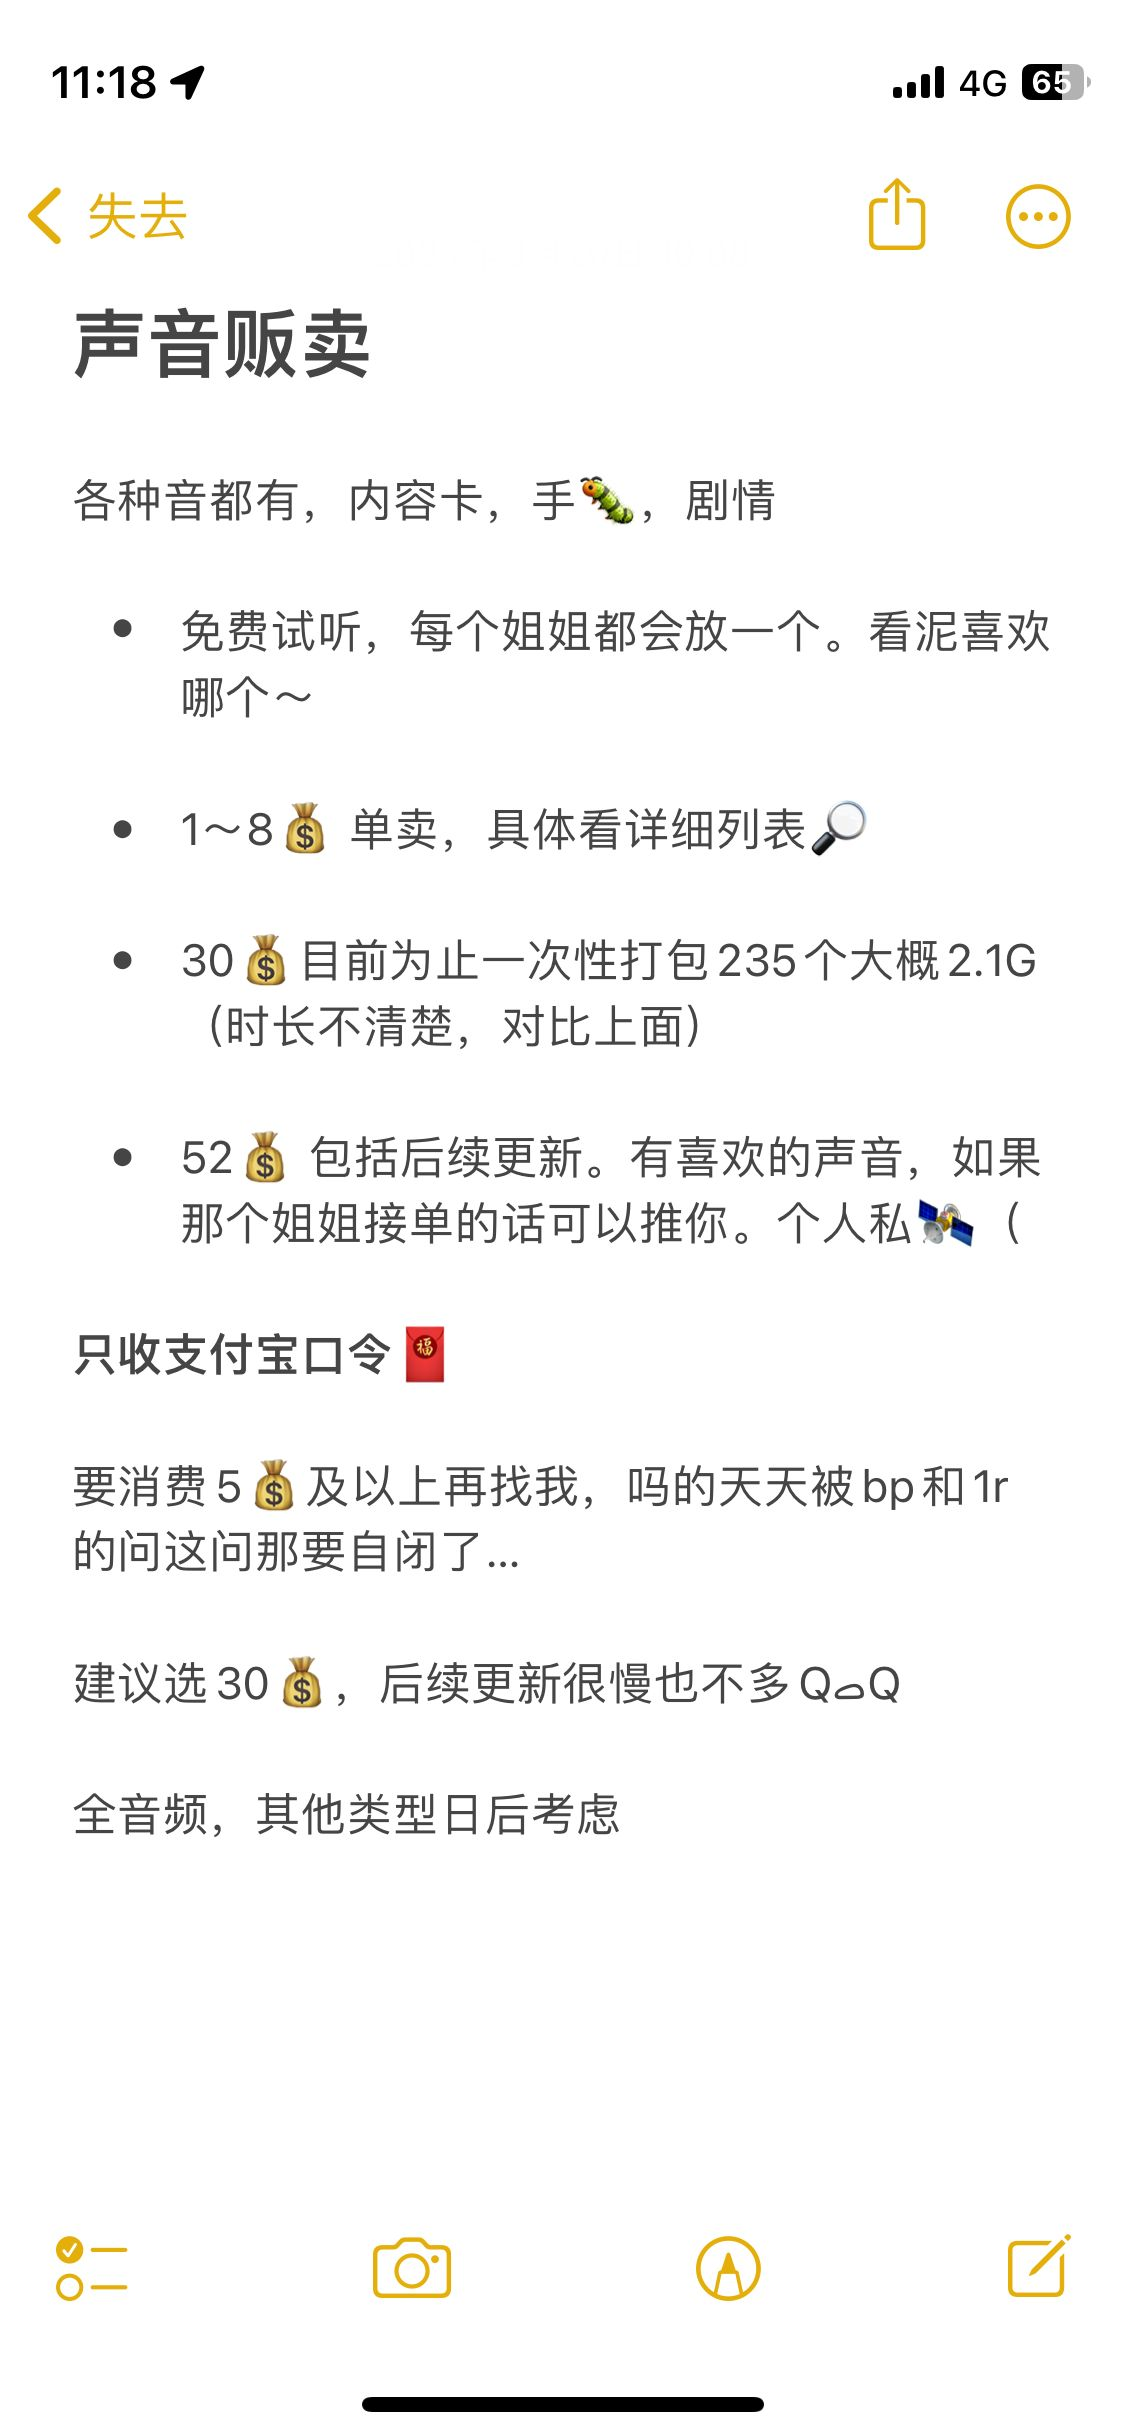 11:18
4G
65
失去
声音贩卖
各种音都有，内容卡，手🐛，剧情
• 免费试听，每个姐姐都会放一个。看泥喜欢
哪个～
• 1～8💰 单卖，具体看详细列表🔎
• 30💰目前为止一次性打包235个大概2.1G
（时长不清楚，对比上面）
• 52💰 包括后续更新。有喜欢的声音，如果
那个姐姐接单的话可以推你。个人私🛰️（
只收支付宝口令🧧
要消费5💰及以上再找我，吗的天天被bp和1r
的问这问那要自闭了...
建议选30💰，后续更新很慢也不多QحQ
全音频，其他类型日后考虑